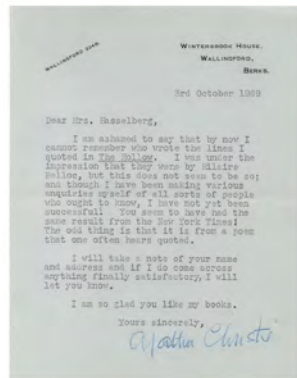 WALLINGFORD 2248.
WINTERBROOK HOUSE,
WALLINGFORD,
BERKS.
3rd October 1969
Dear Mrs. Hasselberg,
I am ashamed to say that by now I
cannot remember who wrote the lines I
quoted in The Hollow. I was under the
impression that they were by Hilaire
Belloc, but this does not seem to be so;
and though I have been making various
enquiries myself of all sorts of people
who ought to know, I have not yet been
successful. You seem to have had the
same result from the New York Times!
The odd thing is that it is from a poem
that one often hears quoted.
I will take a note of your name
and address and if I do come across
anything finally satisfactory, I will
let you know.
I am so glad you like my books.
Yours sincerely,
Agatha Christie